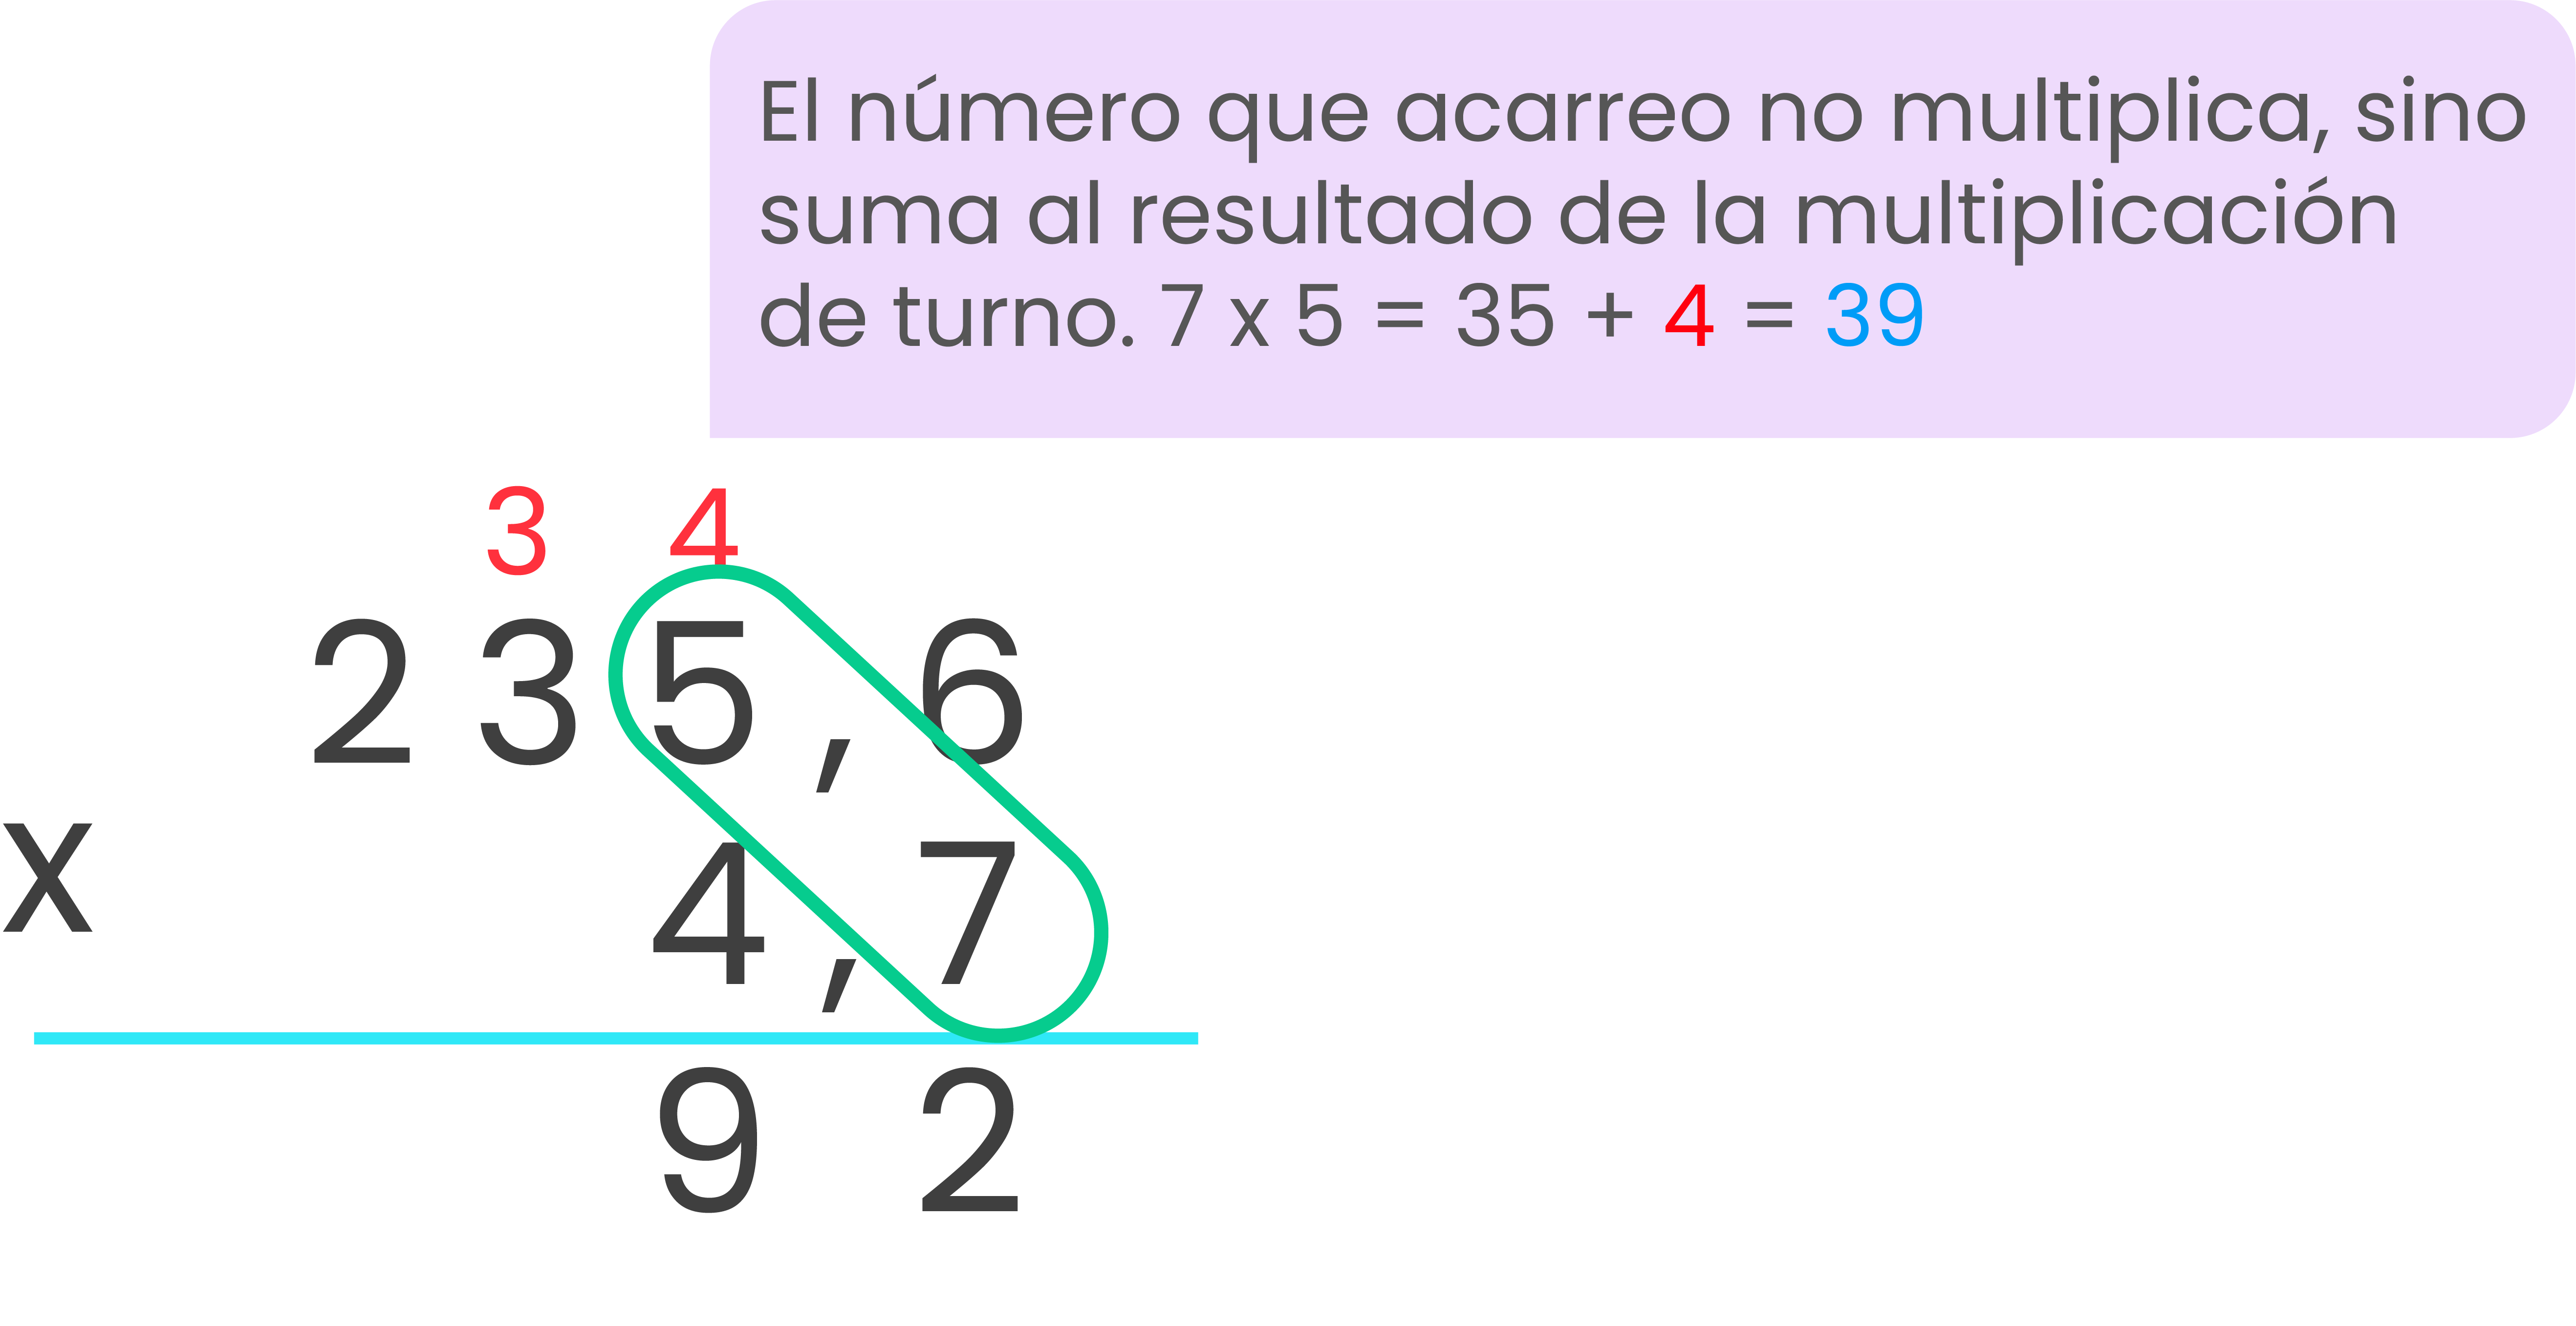 El número que acarreo no multiplica, sino
suma al resultado de la multiplicación
de turno. 7 x 5 = 35 + 4 = 39
3 4
2 3 5 , 6
x
4 , 7
9 2